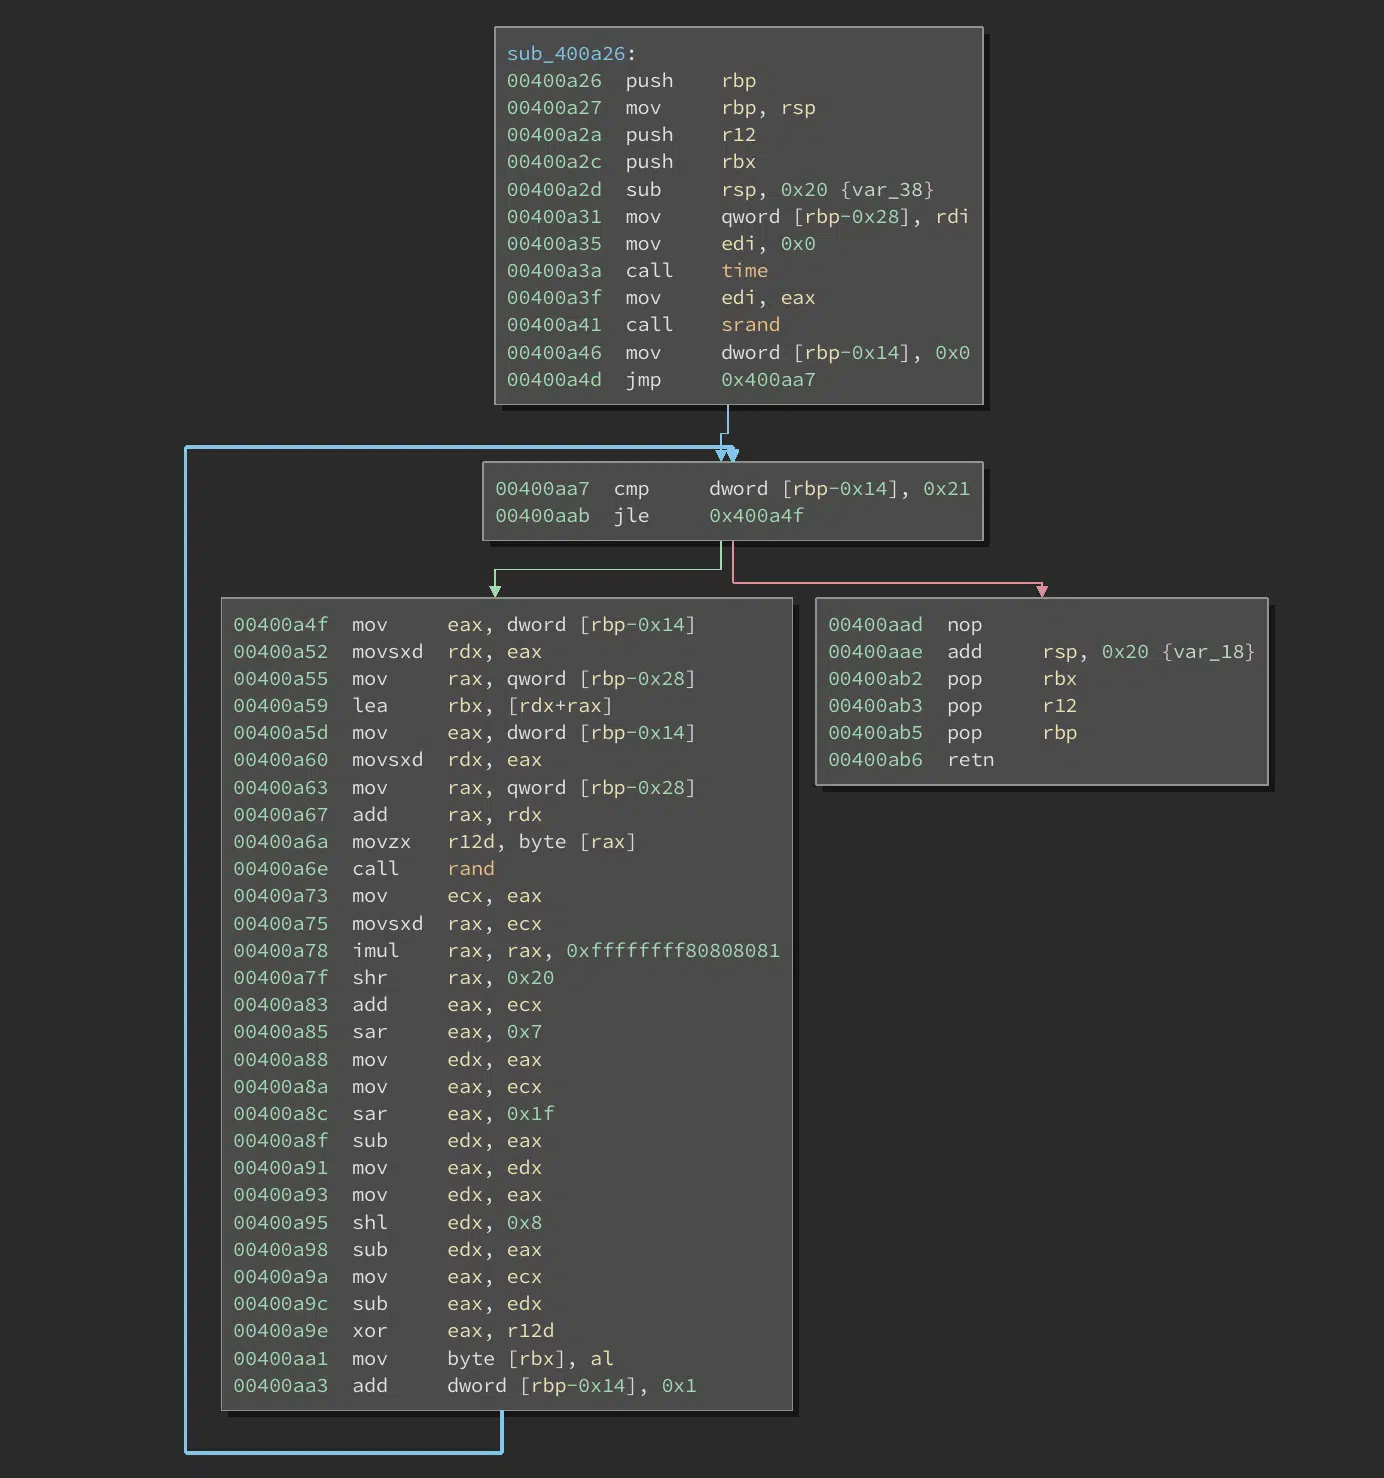 sub_400a26:
00400a26 push rbp
00400a27 mov rbp, rsp
00400a2a push r12
00400a2c push rbx
00400a2d sub rsp, 0x20 {var_38}
00400a31 mov qword [rbp-0x28], rdi
00400a35 mov edi, 0x0
00400a3a call time
00400a3f mov edi, eax
00400a41 call srand
00400a46 mov dword [rbp-0x14], 0x0
00400a4d jmp 0x400aa7
00400aa7 cmp dword [rbp-0x14], 0x21
00400aab jle 0x400a4f
00400a4f mov eax, dword [rbp-0x14]
00400a52 movsxd rdx, eax
00400a55 mov rax, qword [rbp-0x28]
00400a59 lea rbx, [rdx+rax]
00400a5d mov eax, dword [rbp-0x14]
00400a60 movsxd rdx, eax
00400a63 mov rax, qword [rbp-0x28]
00400a67 add rax, rdx
00400a6a movzx r12d, byte [rax]
00400a6e call rand
00400a73 mov ecx, eax
00400a75 movsxd rax, ecx
00400a78 imul rax, rax, 0xffffffff80808081
00400a7f shr rax, 0x20
00400a83 add eax, ecx
00400a85 sar eax, 0x7
00400a88 mov edx, eax
00400a8a mov eax, ecx
00400a8c sar eax, 0x1f
00400a8f sub edx, eax
00400a91 mov eax, edx
00400a93 mov edx, eax
00400a95 shl edx, 0x8
00400a98 sub edx, eax
00400a9a mov eax, ecx
00400a9c sub eax, edx
00400a9e xor eax, r12d
00400aa1 mov byte [rbx], al
00400aa3 add dword [rbp-0x14], 0x1
00400aad nop
00400aae add rsp, 0x20 {var_18}
00400ab2 pop rbx
00400ab3 pop r12
00400ab5 pop rbp
00400ab6 retn